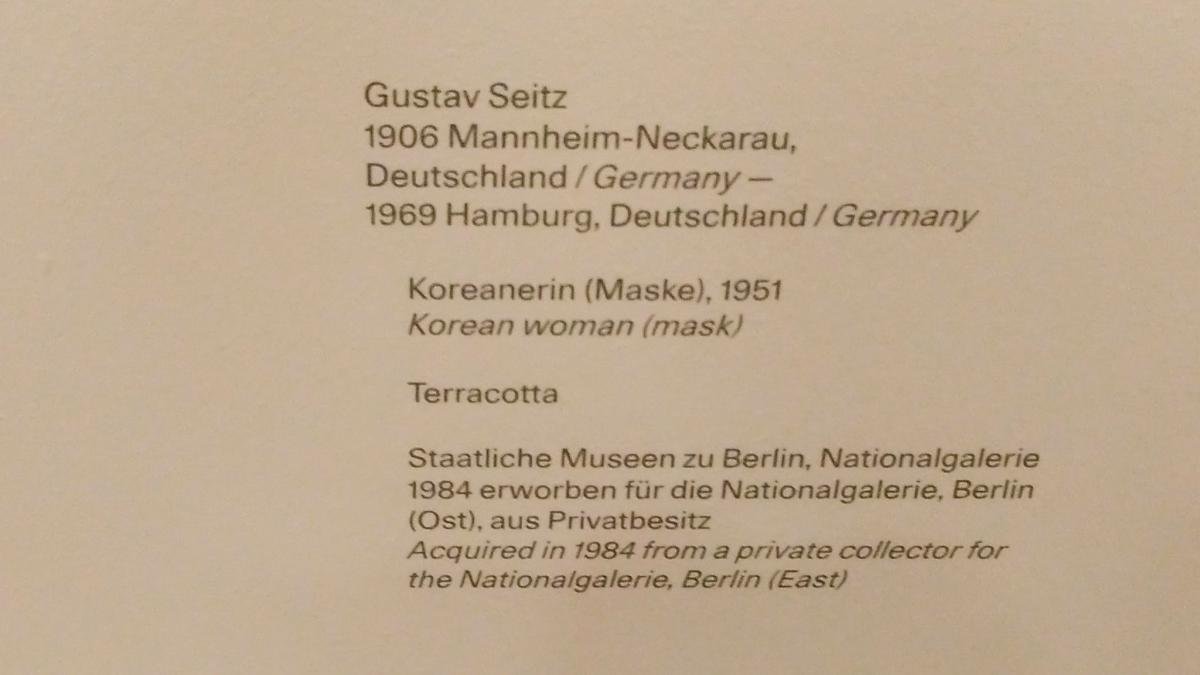 Gustav Seitz
1906 Mannheim-Neckarau,
Deutschland / Germany —
1969 Hamburg, Deutschland / Germany
Koreanerin (Maske), 1951
Korean woman (mask)
Terracotta
Staatliche Museen zu Berlin, Nationalgalerie
1984 erworben für die Nationalgalerie, Berlin
(Ost), aus Privatbesitz
Acquired in 1984 from a private collector for
the Nationalgalerie, Berlin (East)